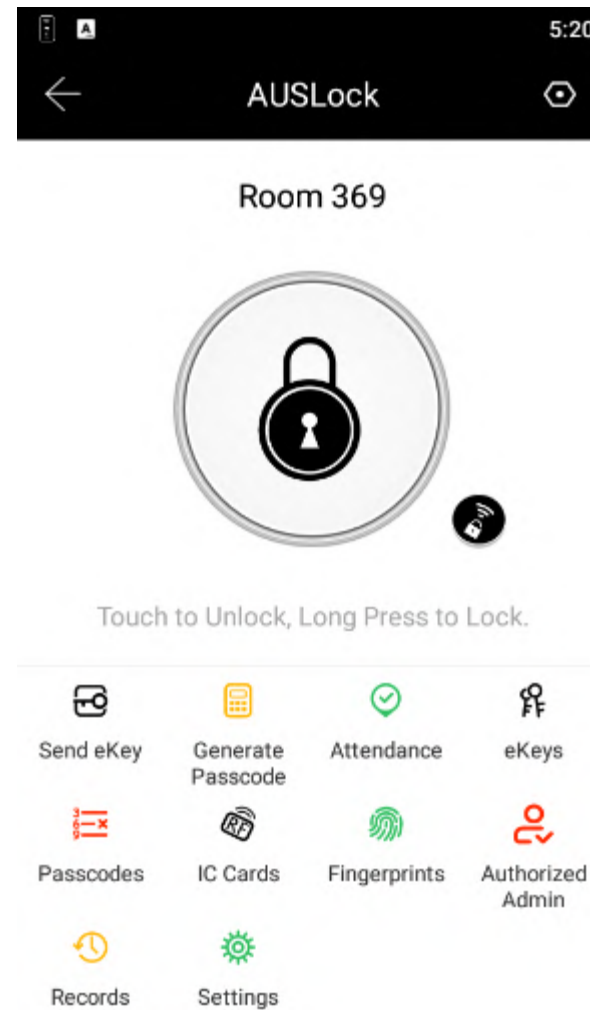 A
5:20
AUSLock
Room 369
Touch to Unlock, Long Press to Lock.
Send eKey
Generate
Passcode
Attendance
eKeys
Passcodes
RF
IC Cards
Fingerprints
Authorized
Admin
Records
Settings